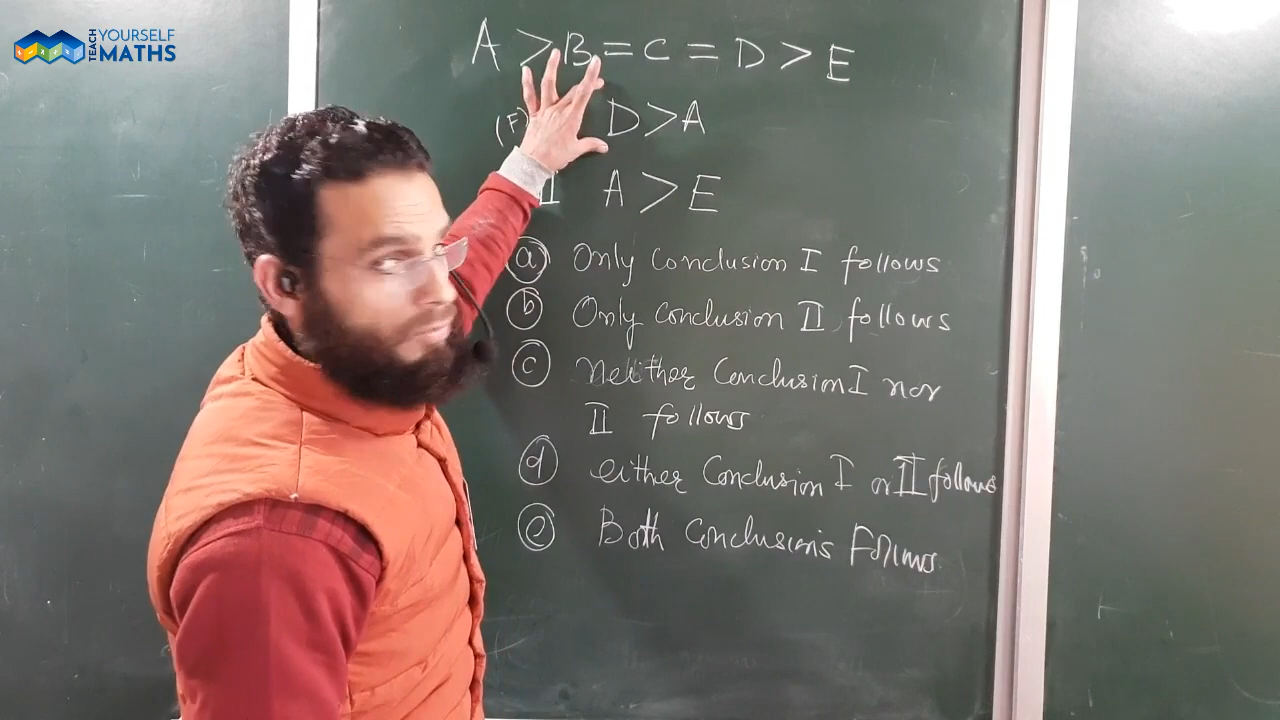 TEACH YOURSELF MATHS
A > B = C = D > E
(F) D > A
II A > E
(a) Only Conclusion I follows
(b) Only conclusion II follows
(c) neither Conclusion I nor
II follows
(d) either Conclusion I or II follows
(e) Both Conclusions Follows